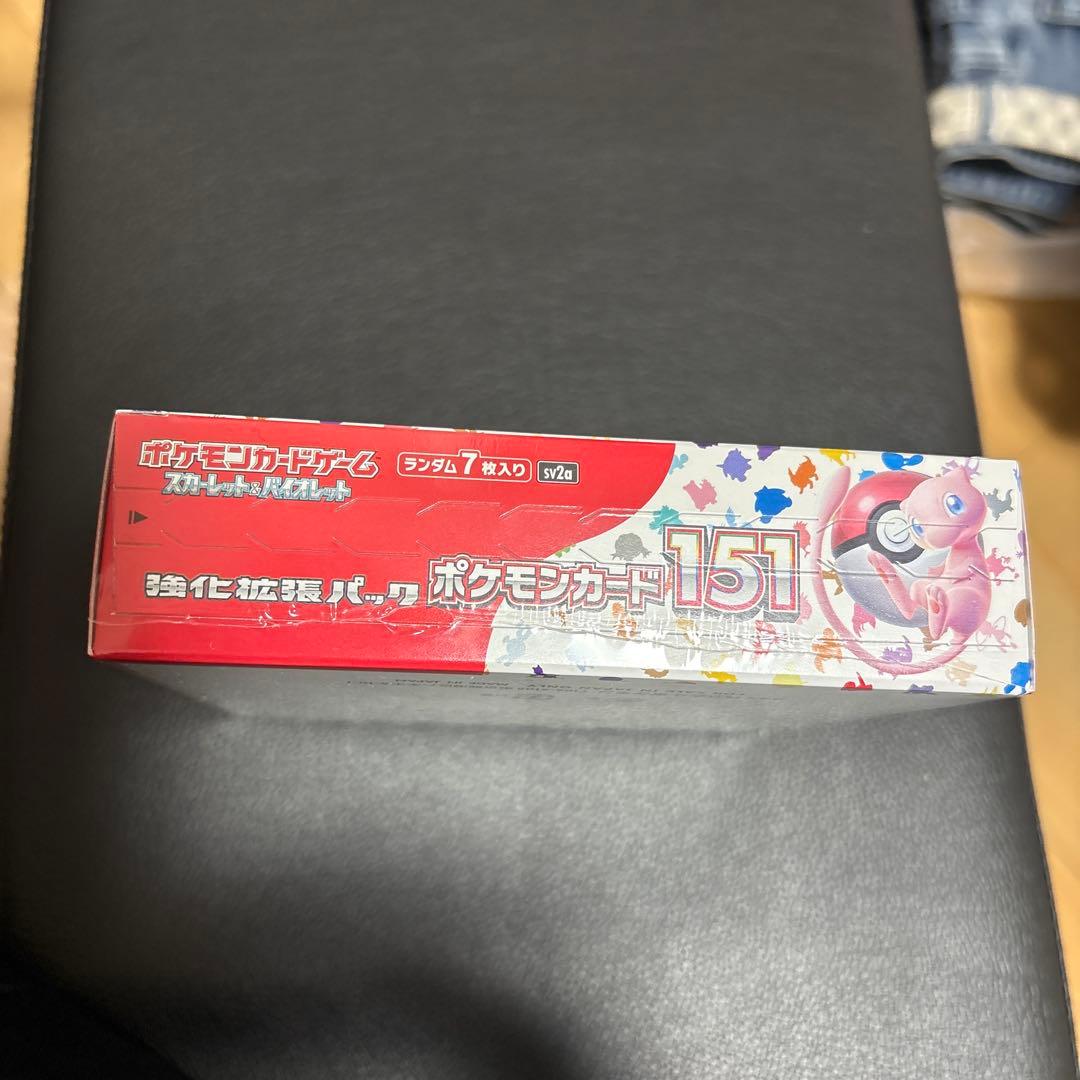 ポケモンカードゲーム
スカーレット&バイオレット
ランダム7枚入り
sv2a
強化拡張パック
ポケモンカード151